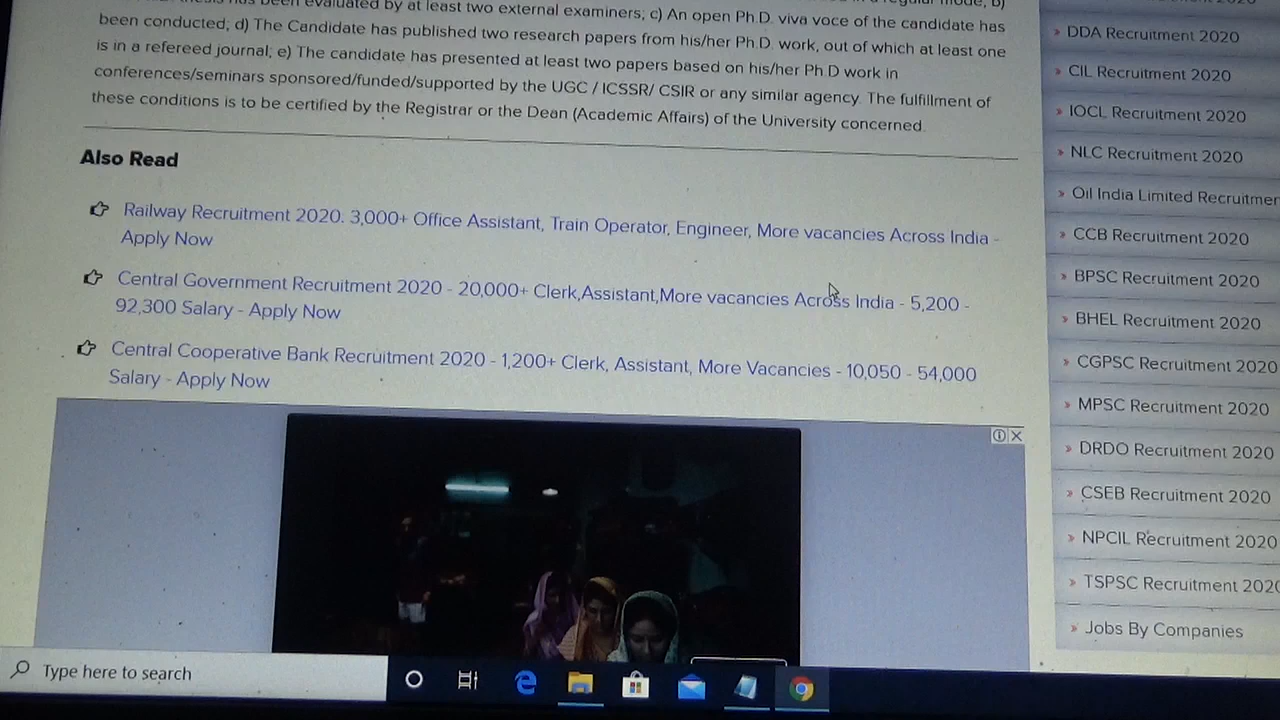 been evaluated by at least two external examiners; c) An open Ph.D. viva voce of the candidate has
been conducted; d) The Candidate has published two research papers from his/her Ph.D. work, out of which at least one
is in a refereed journal; e) The candidate has presented at least two papers based on his/her Ph.D work in
conferences/seminars sponsored/funded/supported by the UGC / ICSSR/ CSIR or any similar agency. The fulfillment of
these conditions is to be certified by the Registrar or the Dean (Academic Affairs) of the University concerned.
Also Read
Railway Recruitment 2020. 3,000+ Office Assistant, Train Operator, Engineer, More vacancies Across India -
Apply Now
Central Government Recruitment 2020 - 20,000+ Clerk,Assistant,More vacancies Across India - 5,200 -
92,300 Salary - Apply Now
Central Cooperative Bank Recruitment 2020 - 1,200+ Clerk, Assistant, More Vacancies - 10,050 - 54,000
Salary - Apply Now
DDA Recruitment 2020
CIL Recruitment 2020
IOCL Recruitment 2020
NLC Recruitment 2020
Oil India Limited Recruitmen
CCB Recruitment 2020
BPSC Recruitment 2020
BHEL Recruitment 2020
CGPSC Recruitment 2020
MPSC Recruitment 2020
DRDO Recruitment 2020
CSEB Recruitment 2020
NPCIL Recruitment 2020
TSPSC Recruitment 2020
Jobs By Companies
Type here to search